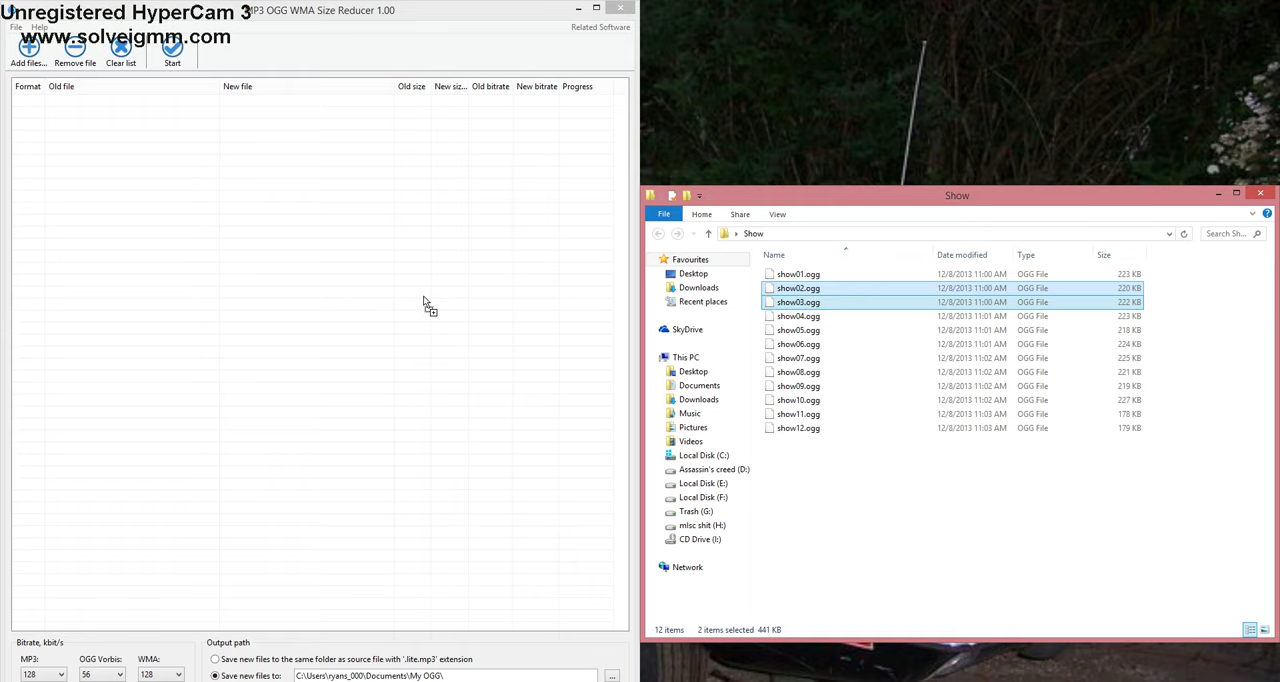 Unregistered HyperCam 3
www.solveigmm.com
MP3 OGG WMA Size Reducer 1.00
File Help
Related Software
Add files... Remove file Clear list Start
Format Old file New file Old size New siz... Old bitrate New bitrate Progress
Bitrate, kbit/s
MP3: OGG Vorbis: WMA:
128 56 128
Output path
Save new files to the same folder as source file with '.lite.mp3' extension
Save new files to: C:\Users\ryans_000\Documents\My OGG\ ...
Show
File Home Share View
Show
Search Sh...
Favourites
Desktop
Downloads
Recent places
SkyDrive
This PC
Desktop
Documents
Downloads
Music
Pictures
Videos
Local Disk (C:)
Assassin's creed (D:)
Local Disk (E:)
Local Disk (F:)
Trash (G:)
misc shit (H:)
CD Drive (I:)
Network
Name Date modified Type Size
show01.ogg 12/8/2013 11:00 AM OGG File 223 KB
show02.ogg 12/8/2013 11:00 AM OGG File 220 KB
show03.ogg 12/8/2013 11:00 AM OGG File 222 KB
show04.ogg 12/8/2013 11:01 AM OGG File 223 KB
show05.ogg 12/8/2013 11:01 AM OGG File 218 KB
show06.ogg 12/8/2013 11:01 AM OGG File 224 KB
show07.ogg 12/8/2013 11:02 AM OGG File 225 KB
show08.ogg 12/8/2013 11:02 AM OGG File 221 KB
show09.ogg 12/8/2013 11:02 AM OGG File 219 KB
show10.ogg 12/8/2013 11:02 AM OGG File 227 KB
show11.ogg 12/8/2013 11:03 AM OGG File 178 KB
show12.ogg 12/8/2013 11:03 AM OGG File 179 KB
12 items 2 items selected 441 KB